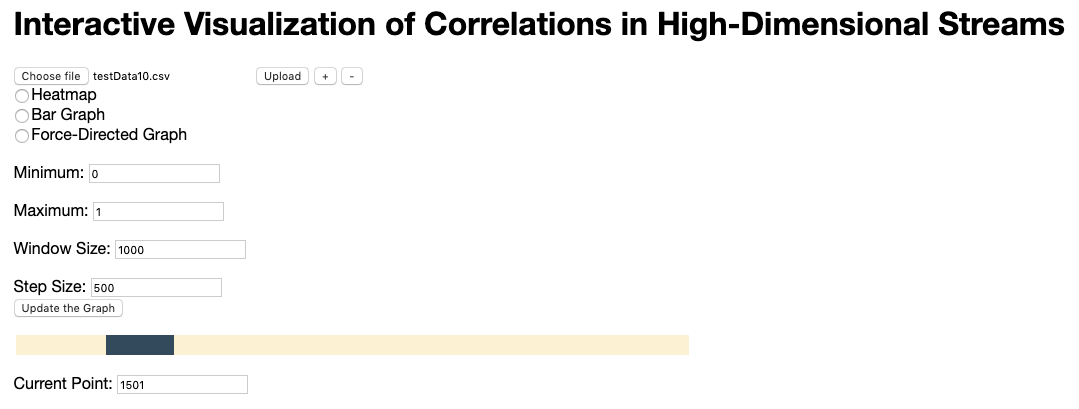 Interactive Visualization of Correlations in High-Dimensional Streams
Choose file testData10.csv Upload + -
Heatmap
Bar Graph
Force-Directed Graph
Minimum: 0
Maximum: 1
Window Size: 1000
Step Size: 500
Update the Graph
Current Point: 1501